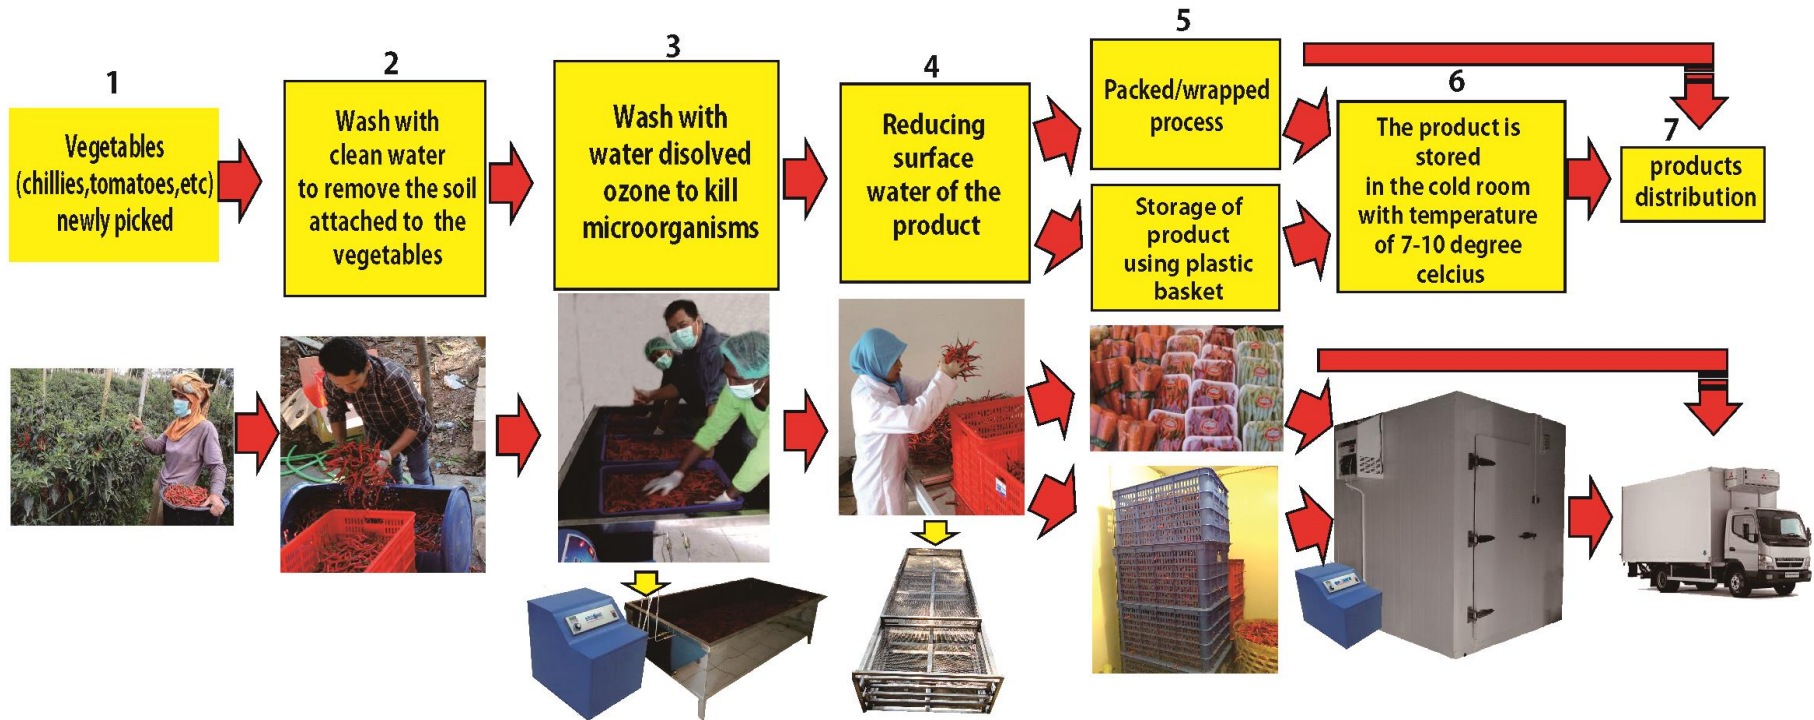 1
Vegetables
(chillies,tomatoes,etc)
newly picked
2
Wash with
clean water
to remove the soil
attached to the
vegetables
3
Wash with
water disolved
ozone to kill
microorganisms
4
Reducing
surface
water of the
product
5
Packed/wrapped
process
Storage of
product
using plastic
basket
6
The product is
stored
in the cold room
with temperature
of 7-10 degree
celcius
7
products
distribution